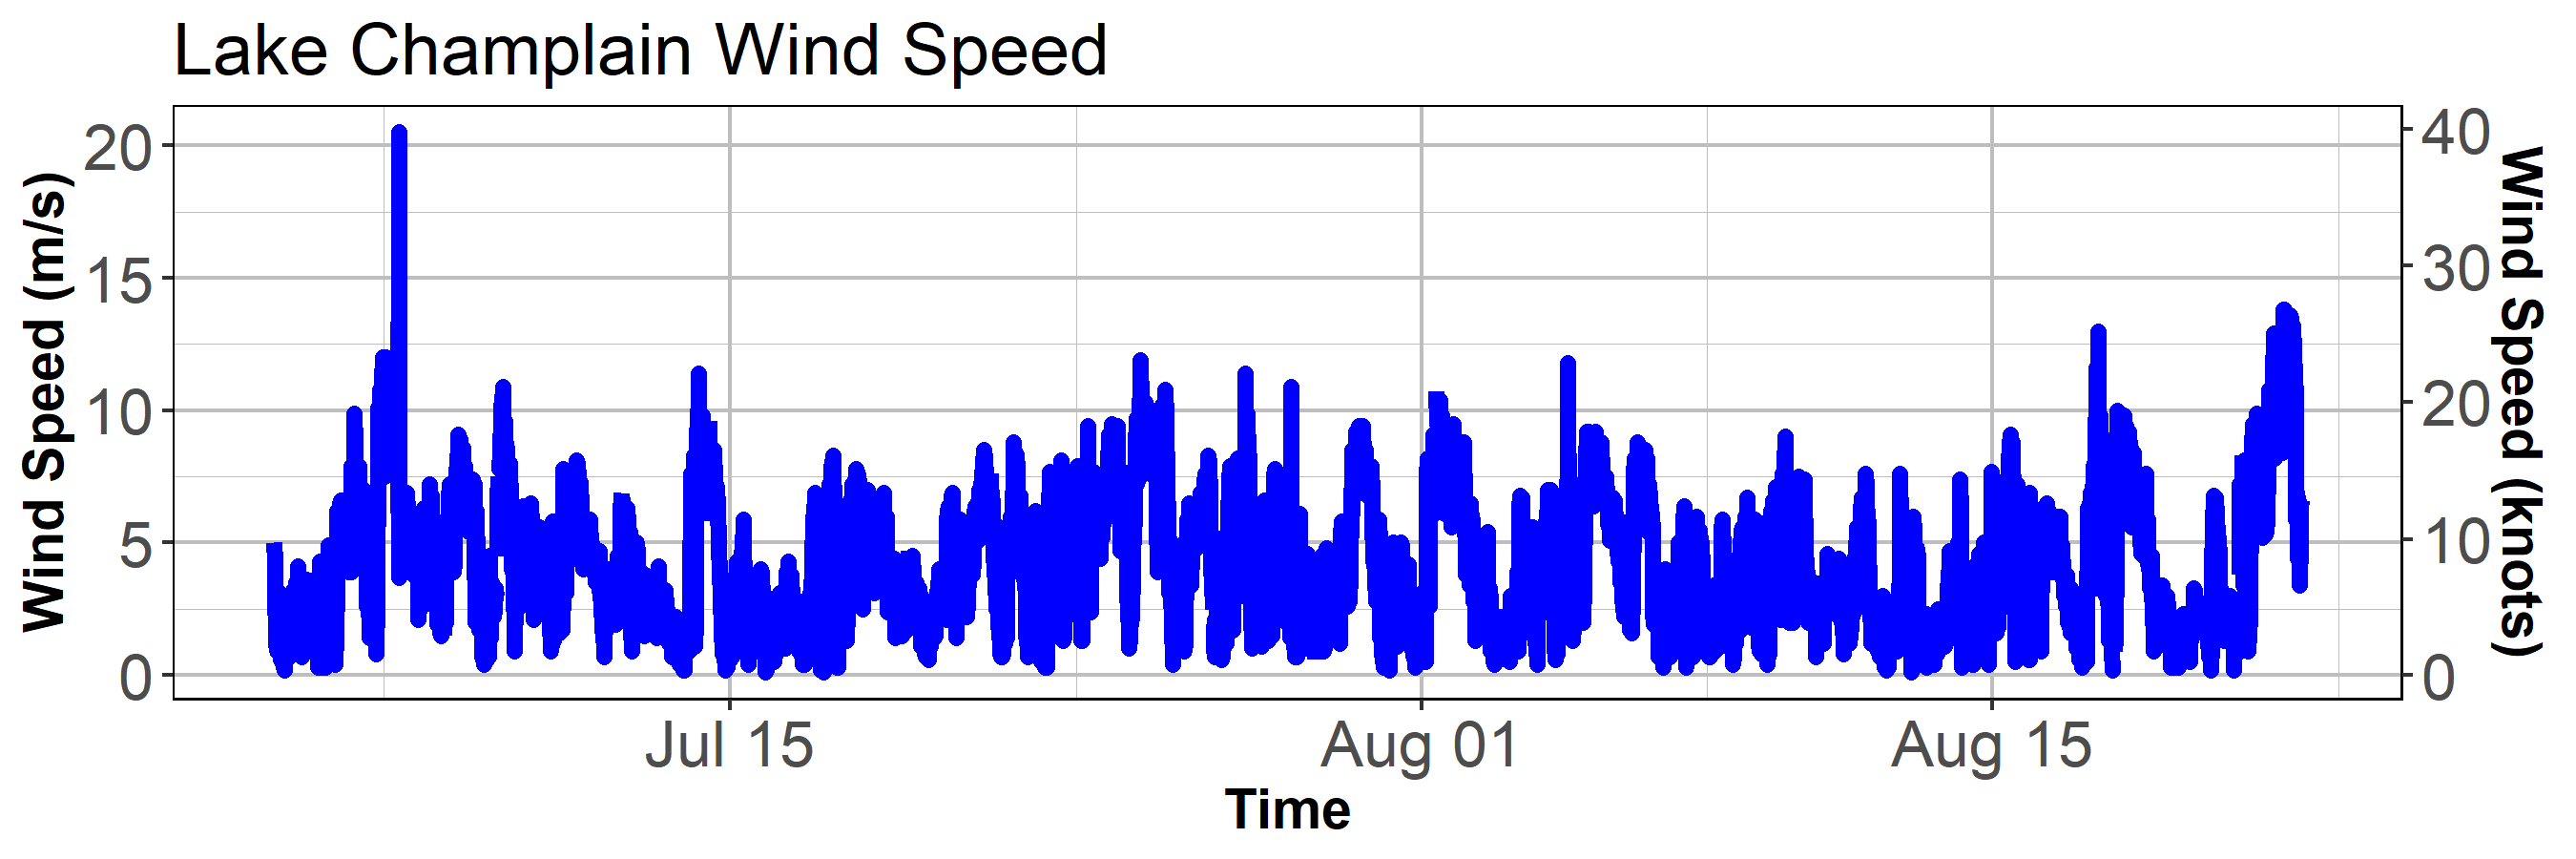 Lake Champlain Wind Speed
Wind Speed (m/s)
20
15
10
5
0
40
30
20
10
0
Wind Speed (knots)
Jul 15
Aug 01
Aug 15
Time